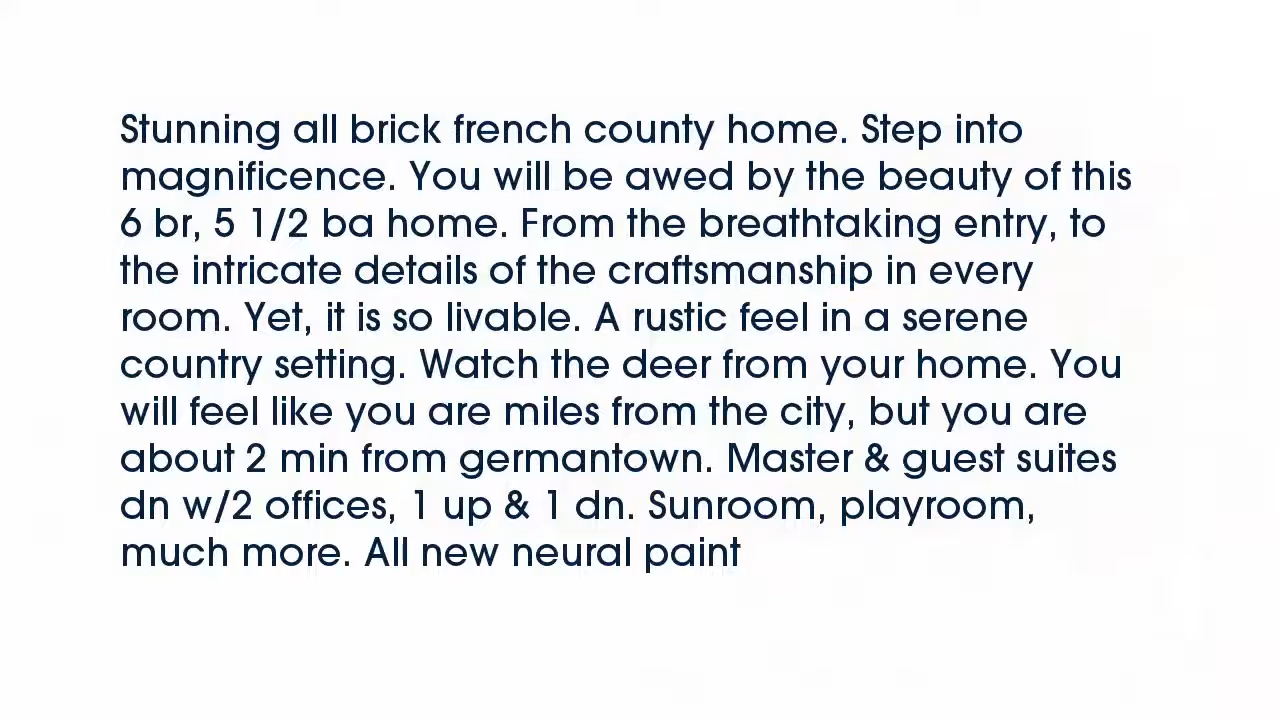 Stunning all brick french county home. Step into
magnificence. You will be awed by the beauty of this
6 br, 5 1/2 ba home. From the breathtaking entry, to
the intricate details of the craftsmanship in every
room. Yet, it is so livable. A rustic feel in a serene
country setting. Watch the deer from your home. You
will feel like you are miles from the city, but you are
about 2 min from germantown. Master & guest suites
dn w/2 offices, 1 up & 1 dn. Sunroom, playroom,
much more. All new neural paint